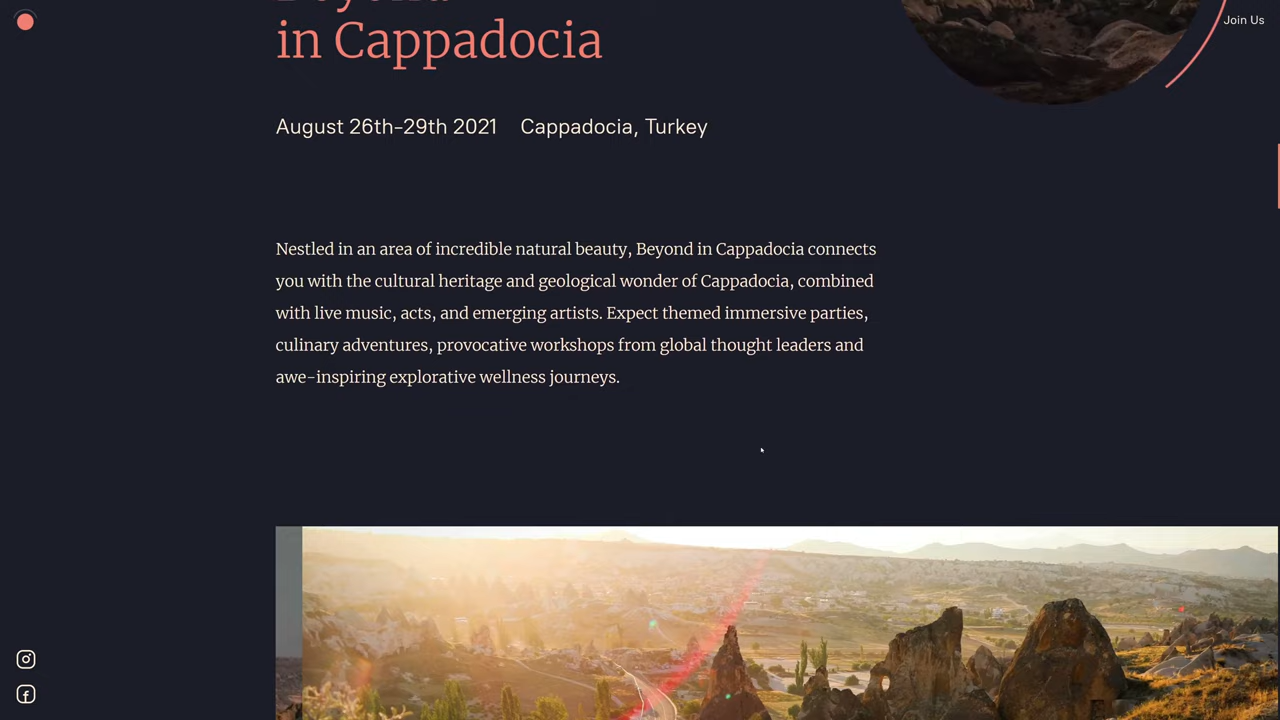 Beyond
in Cappadocia
Join Us
August 26th-29th 2021 Cappadocia, Turkey
Nestled in an area of incredible natural beauty, Beyond in Cappadocia connects
you with the cultural heritage and geological wonder of Cappadocia, combined
with live music, acts, and emerging artists. Expect themed immersive parties,
culinary adventures, provocative workshops from global thought leaders and
awe-inspiring explorative wellness journeys.